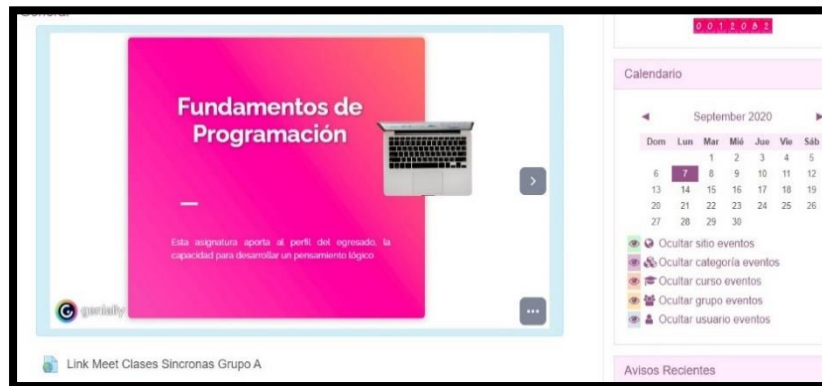 General
Fundamentos de
Programación
Esta asignatura aporta al perfil del egresado, la
capacidad para desarrollar un pensamiento lógico
genially
Link Meet Clases Sincronas Grupo A
0012082
Calendario
September 2020
Dom Lun Mar Mié Jue Vie Sáb
1 2 3 4 5
6 7 8 9 10 11 12
13 14 15 16 17 18 19
20 21 22 23 24 25 26
27 28 29 30
Ocultar sitio eventos
Ocultar categoría eventos
Ocultar curso eventos
Ocultar grupo eventos
Ocultar usuario eventos
Avisos Recientes